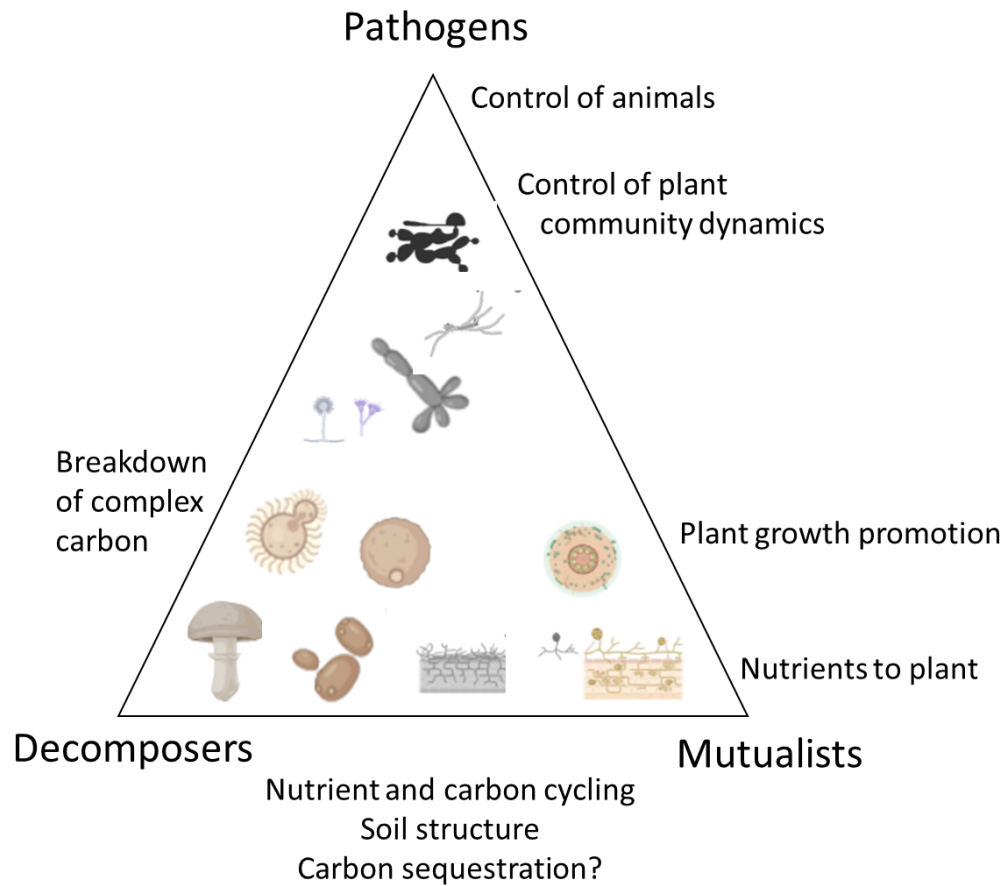 Pathogens
Control of animals
Control of plant
community dynamics
Breakdown
of complex
carbon
Plant growth promotion
Nutrients to plant
Decomposers
Mutualists
Nutrient and carbon cycling
Soil structure
Carbon sequestration?